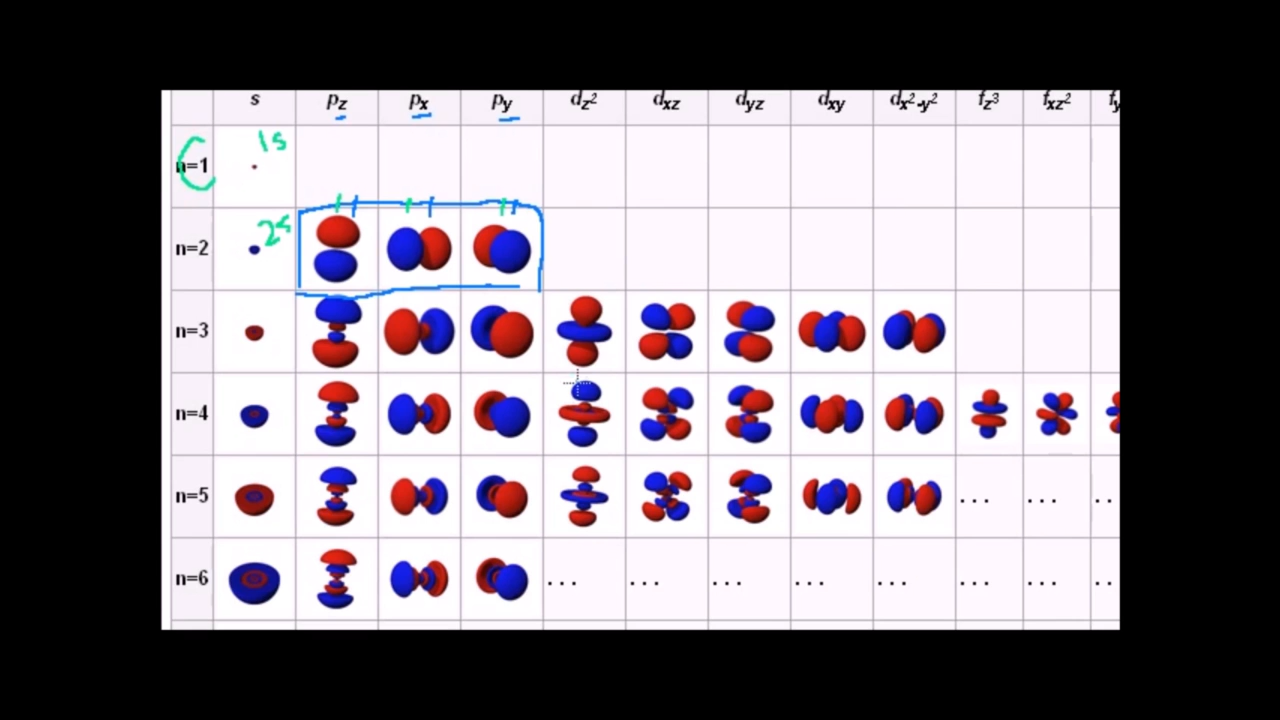 s pz px py dz² dxz dyz dxy dx²-y² fz³ fxz²
n=1 1s
n=2 2s
n=3
n=4
n=5 ... ... ..
n=6 ... ... ... ... ... ... ... ..